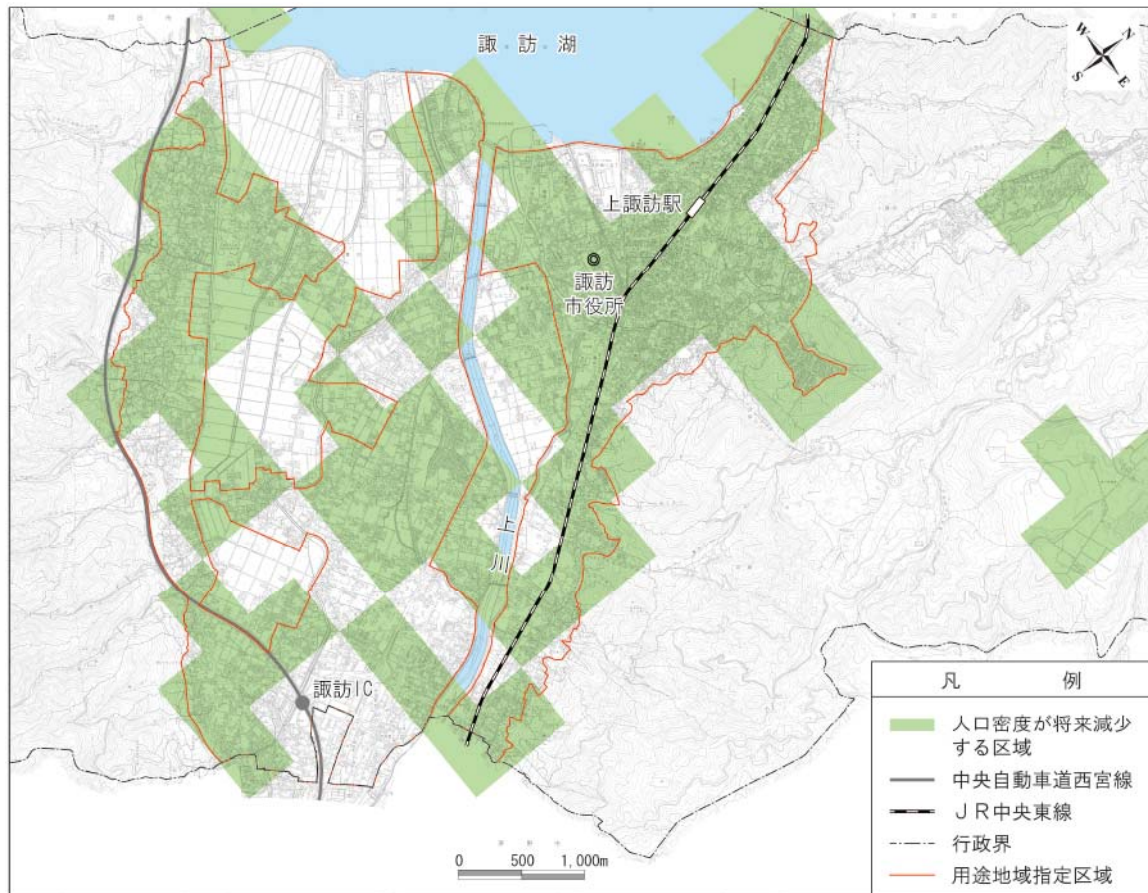 諏訪湖
W
N
S
E
上諏訪駅
諏訪
市役所
上
川
諏訪IC
0 500 1,000m
凡 例
人口密度が将来減少
する区域
中央自動車道西宮線
JR中央東線
行政界
用途地域指定区域